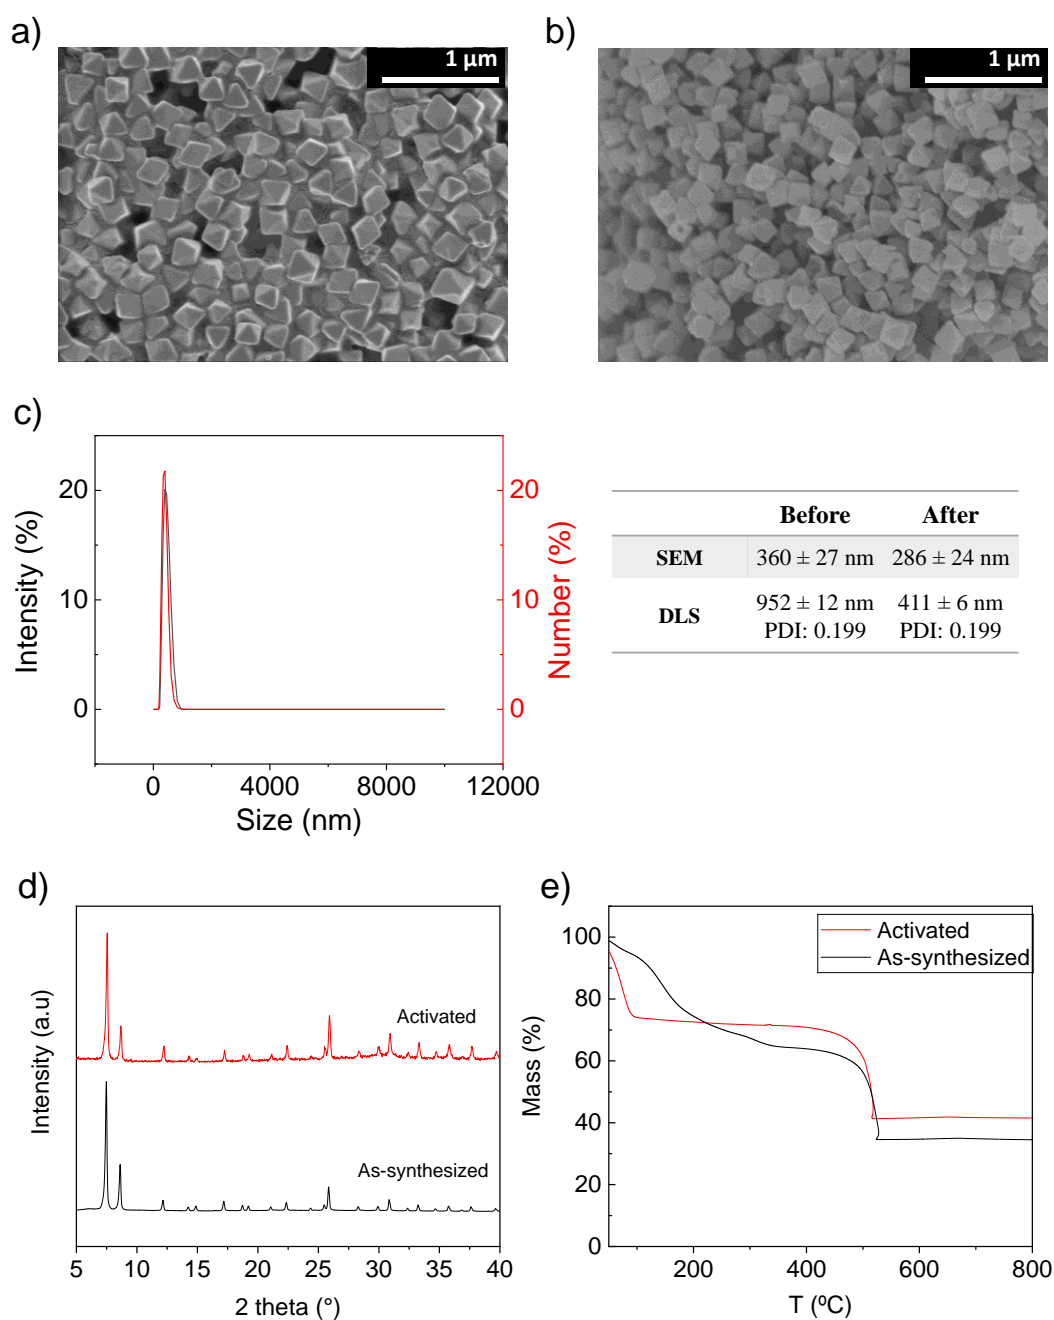 a)
1 µm
b)
1 µm
c)
20
10
0
Intensity (%)
20
10
0
Number (%)
0
4000
8000
12000
Size (nm)
Before After
SEM 360 ± 27 nm 286 ± 24 nm
DLS 952 ± 12 nm 411 ± 6 nm
PDI: 0.199 PDI: 0.199
d)
Activated
As-synthesized
Intensity (a.u)
5 10 15 20 25 30 35 40
2 theta (°)
e)
Activated
As-synthesized
100
80
60
40
20
0
Mass (%)
200 400 600 800
T (ºC)